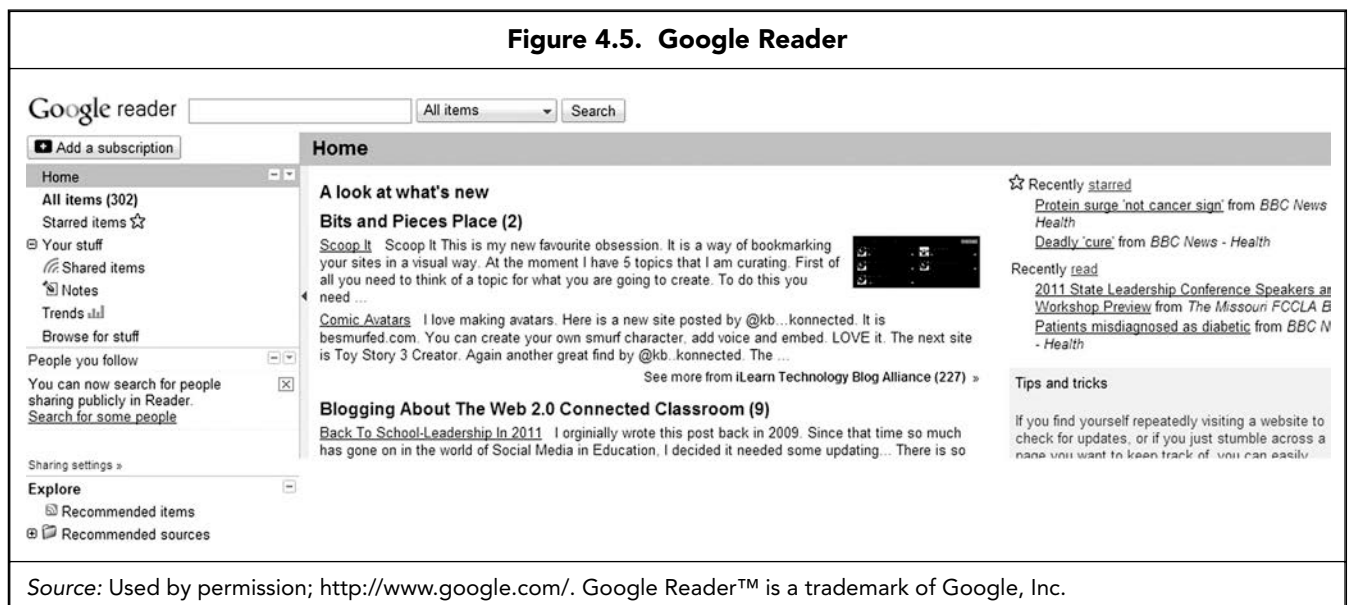 Figure 4.5. Google Reader
Google reader
All items
Search
Add a subscription
Home
All items (302)
Starred items
Your stuff
Shared items
Notes
Trends
Browse for stuff
People you follow
You can now search for people
sharing publicly in Reader.
Search for some people
Sharing settings »
Explore
Recommended items
Recommended sources
Home
A look at what's new
Bits and Pieces Place (2)
Scoop It Scoop It This is my new favourite obsession. It is a way of bookmarking
your sites in a visual way. At the moment I have 5 topics that I am curating. First of
all you need to think of a topic for what you are going to create. To do this you
need ...
Comic Avatars I love making avatars. Here is a new site posted by @kb...konnected. It is
besmurfed.com. You can create your own smurf character, add voice and embed. LOVE it. The next site
is Toy Story 3 Creator. Again another great find by @kb..konnected. The ...
See more from iLearn Technology Blog Alliance (227) »
Blogging About The Web 2.0 Connected Classroom (9)
Back To School-Leadership In 2011 I orginially wrote this post back in 2009. Since that time so much
has gone on in the world of Social Media in Education, I decided it needed some updating... There is so
Recently starred
Protein surge 'not cancer sign' from BBC News
Health
Deadly 'cure' from BBC News - Health
Recently read
2011 State Leadership Conference Speakers
Workshop Preview from The Missouri FCCLA B
Patients misdiagnosed as diabetic from BBC N
- Health
Tips and tricks
If you find yourself repeatedly visiting a website to
check for updates, or if you just stumble across a
page you want to keep track of, you can easily
Source: Used by permission; http://www.google.com/. Google Reader™ is a trademark of Google, Inc.